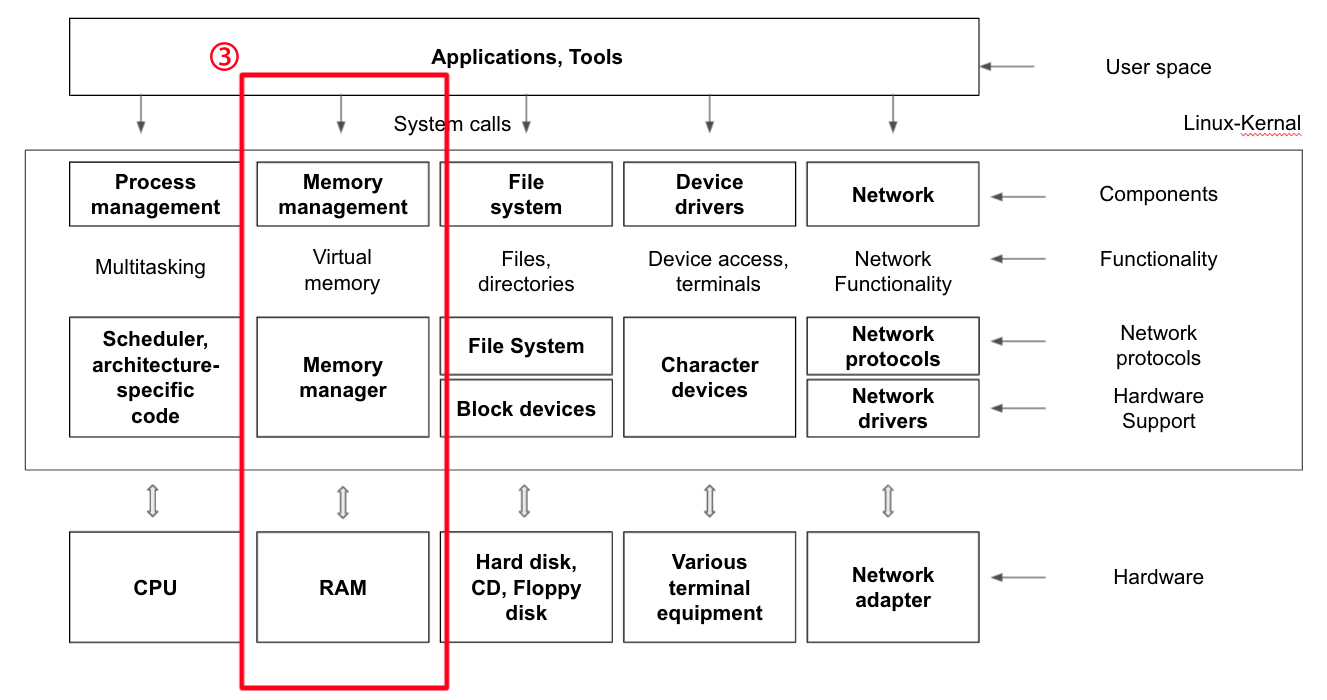 ③
Applications, Tools
User space
System calls
Linux-Kernal
Process
management
Memory
management
File
system
Device
drivers
Network
Components
Multitasking
Virtual
memory
Files,
directories
Device access,
terminals
Network
Functionality
Functionality
Scheduler,
architecture-
specific
code
Memory
manager
File System
Block devices
Character
devices
Network
protocols
Network
drivers
Network
protocols
Hardware
Support
CPU
RAM
Hard disk,
CD, Floppy
disk
Various
terminal
equipment
Network
adapter
Hardware